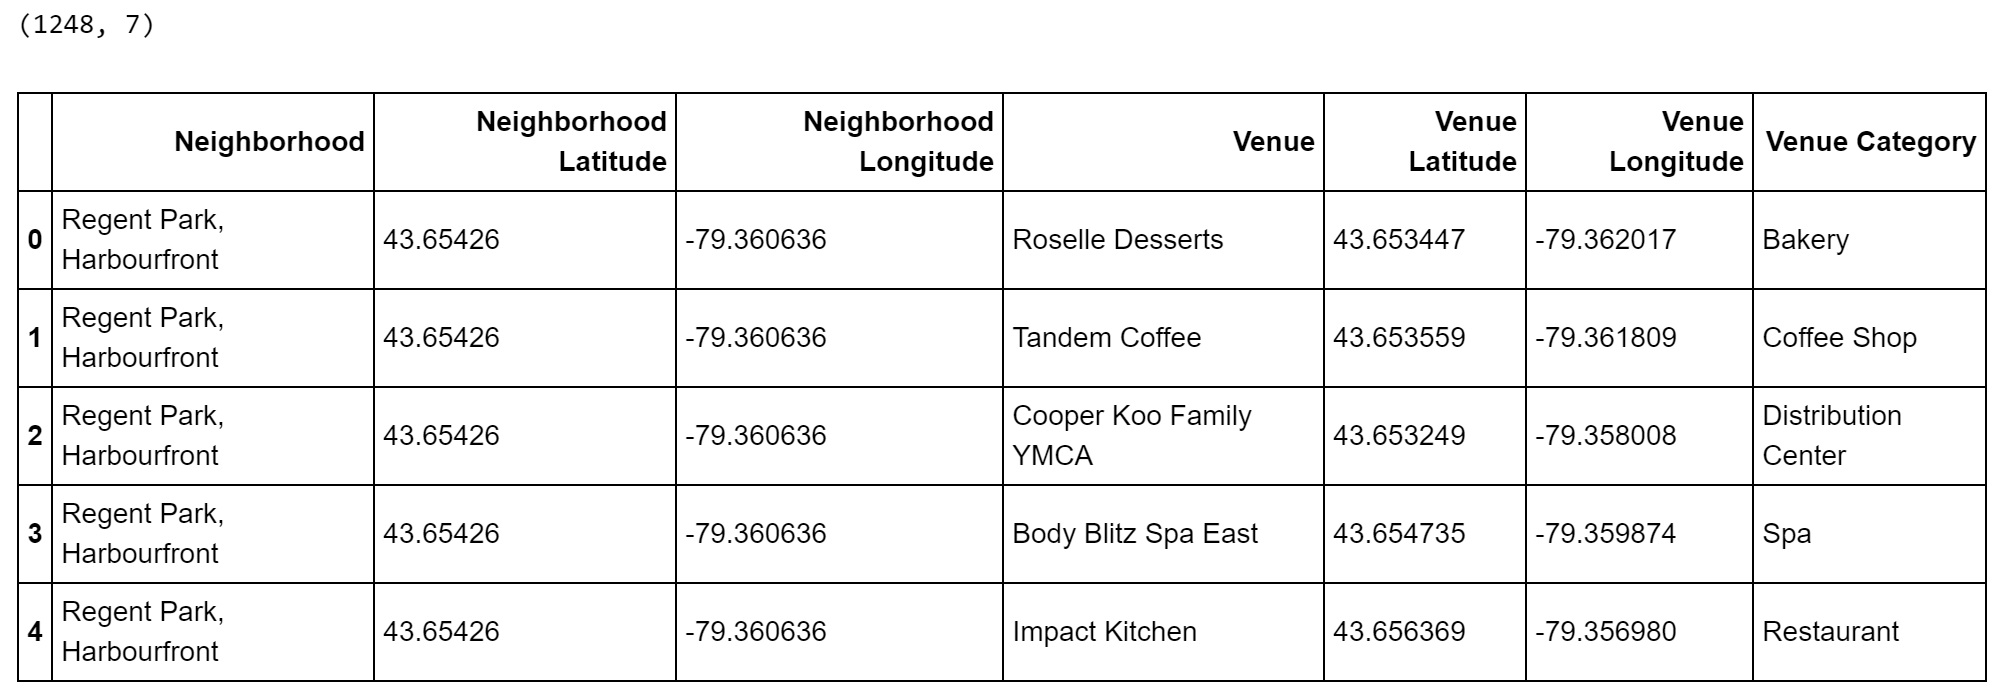 (1248, 7)
Neighborhood Neighborhood Latitude Neighborhood Longitude Venue Venue Latitude Venue Longitude Venue Category
0 Regent Park, Harbourfront 43.65426 -79.360636 Roselle Desserts 43.653447 -79.362017 Bakery
1 Regent Park, Harbourfront 43.65426 -79.360636 Tandem Coffee 43.653559 -79.361809 Coffee Shop
2 Regent Park, Harbourfront 43.65426 -79.360636 Cooper Koo Family YMCA 43.653249 -79.358008 Distribution Center
3 Regent Park, Harbourfront 43.65426 -79.360636 Body Blitz Spa East 43.654735 -79.359874 Spa
4 Regent Park, Harbourfront 43.65426 -79.360636 Impact Kitchen 43.656369 -79.356980 Restaurant